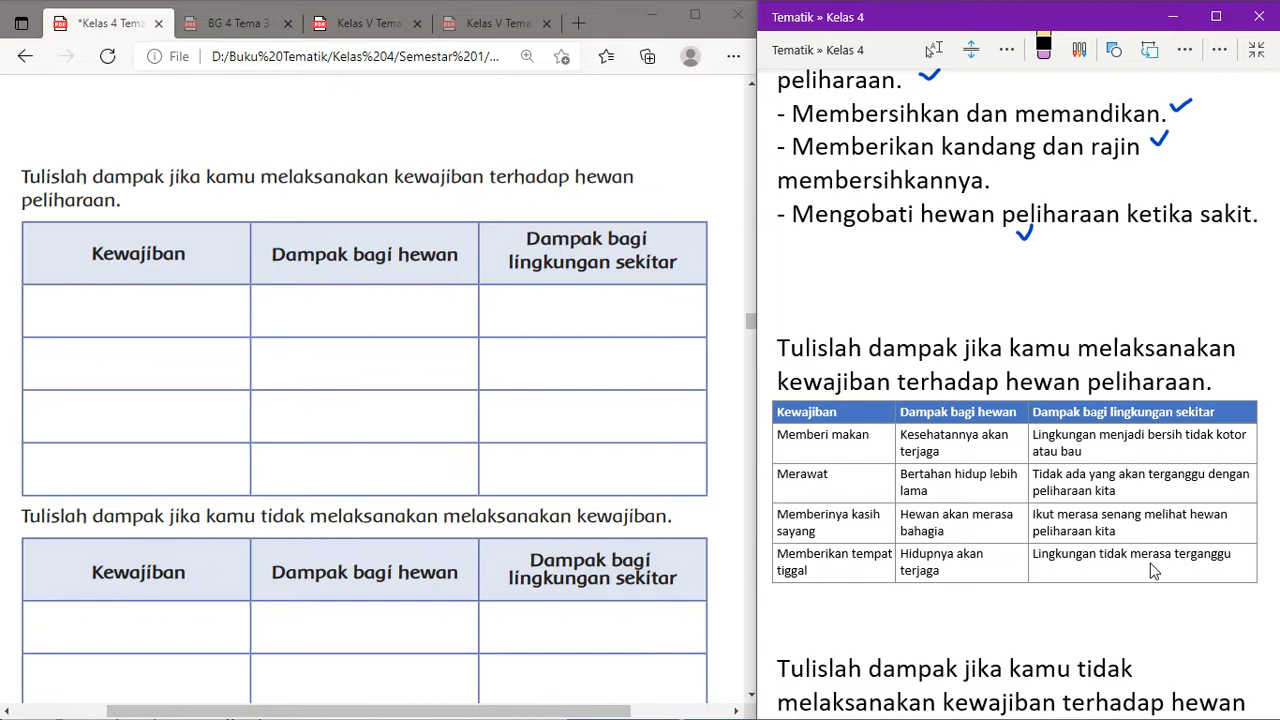 *Kelas 4 Tema
BG 4 Tema 3
Kelas V Tema
Kelas V Tema
File
D:/Buku%20Tematik/Kelas%204/Semestar%201/...
Tulislah dampak jika kamu melaksanakan kewajiban terhadap hewan
peliharaan.
Kewajiban
Dampak bagi hewan
Dampak bagi
lingkungan sekitar
Tulislah dampak jika kamu tidak melaksanakan melaksanakan kewajiban.
Kewajiban
Dampak bagi hewan
Dampak bagi
lingkungan sekitar
Tematik » Kelas 4
Tematik » Kelas 4
peliharaan.
- Membersihkan dan memandikan.
- Memberikan kandang dan rajin
membersihkannya.
- Mengobati hewan peliharaan ketika sakit.
Tulislah dampak jika kamu melaksanakan
kewajiban terhadap hewan peliharaan.
Kewajiban
Dampak bagi hewan
Dampak bagi lingkungan sekitar
Memberi makan
Kesehatannya akan
terjaga
Lingkungan menjadi bersih tidak kotor
atau bau
Merawat
Bertahan hidup lebih
lama
Tidak ada yang akan terganggu dengan
peliharaan kita
Memberinya kasih
sayang
Hewan akan merasa
bahagia
Ikut merasa senang melihat hewan
peliharaan kita
Memberikan tempat
tiggal
Hidupnya akan
terjaga
Lingkungan tidak merasa terganggu
Tulislah dampak jika kamu tidak
melaksanakan kewajiban terhadap hewan